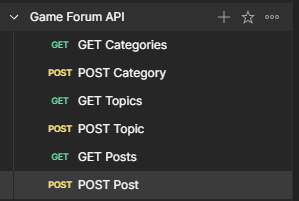 Game Forum API
GET GET Categories
POST POST Category
GET GET Topics
POST POST Topic
GET GET Posts
POST POST Post